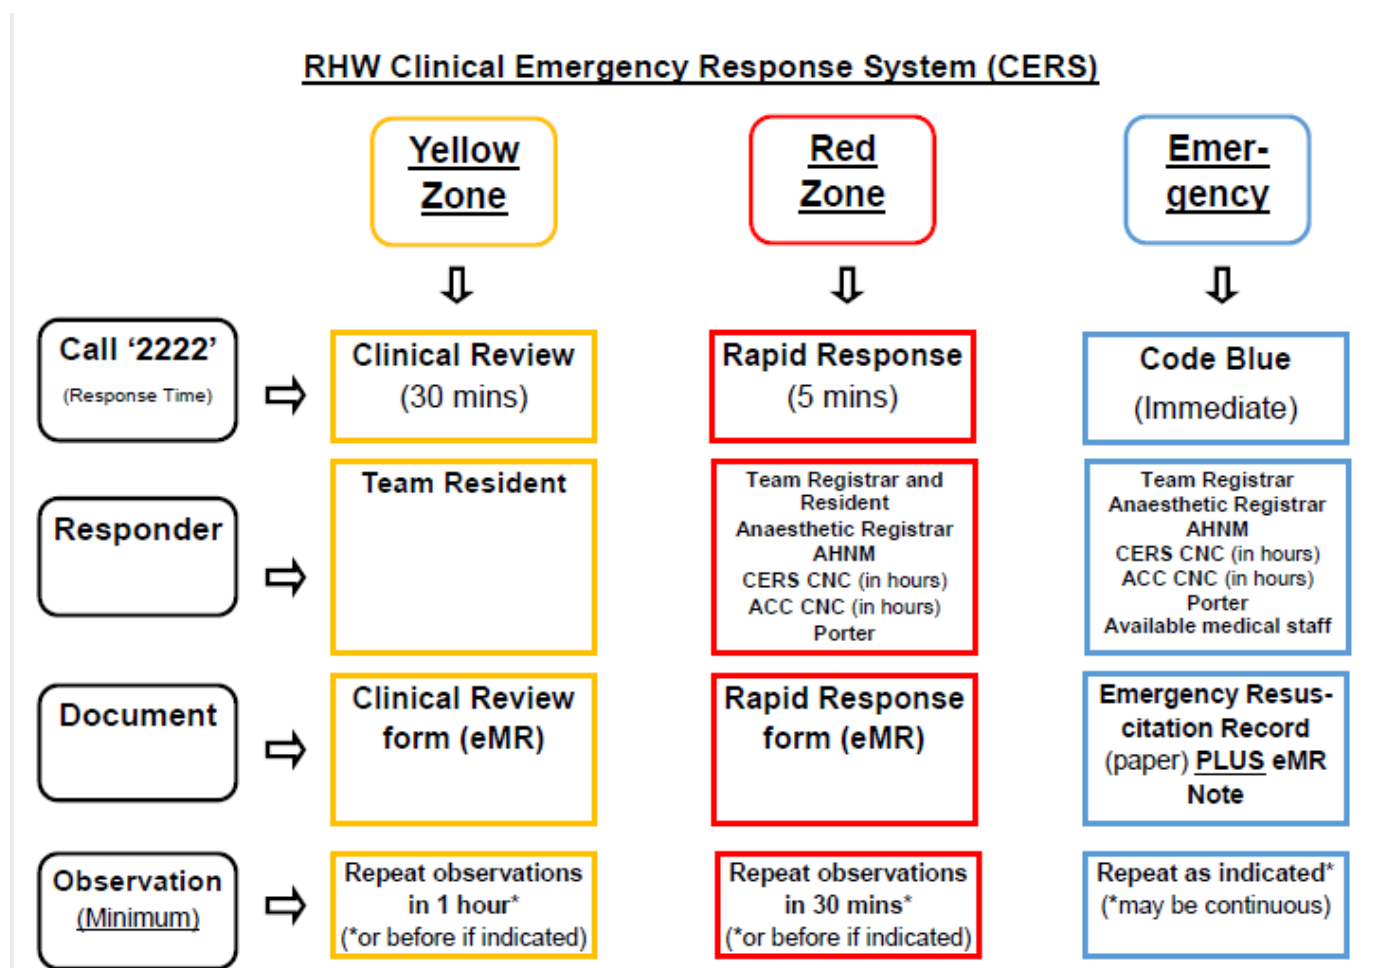 RHW Clinical Emergency Response System (CERS)
Yellow
Zone
Red
Zone
Emer-
gency
Call ‘2222’
(Response Time)
Clinical Review
(30 mins)
Rapid Response
(5 mins)
Code Blue
(Immediate)
Responder
Team Resident
Team Registrar and
Resident
Anaesthetic Registrar
AHNM
CERS CNC (in hours)
ACC CNC (in hours)
Porter
Team Registrar
Anaesthetic Registrar
AHNM
CERS CNC (in hours)
ACC CNC (in hours)
Porter
Available medical staff
Document
Clinical Review
form (eMR)
Rapid Response
form (eMR)
Emergency Resus-
citation Record
(paper) PLUS eMR
Note
Observation
(Minimum)
Repeat observations
in 1 hour*
(*or before if indicated)
Repeat observations
in 30 mins*
(*or before if indicated)
Repeat as indicated*
(*may be continuous)